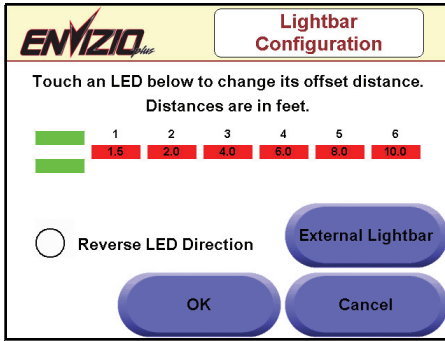 ENVIZIO plus
Lightbar
Configuration
Touch an LED below to change its offset distance.
Distances are in feet.
1 2 3 4 5 6
1.5 2.0 4.0 6.0 8.0 10.0
Reverse LED Direction
External Lightbar
OK
Cancel